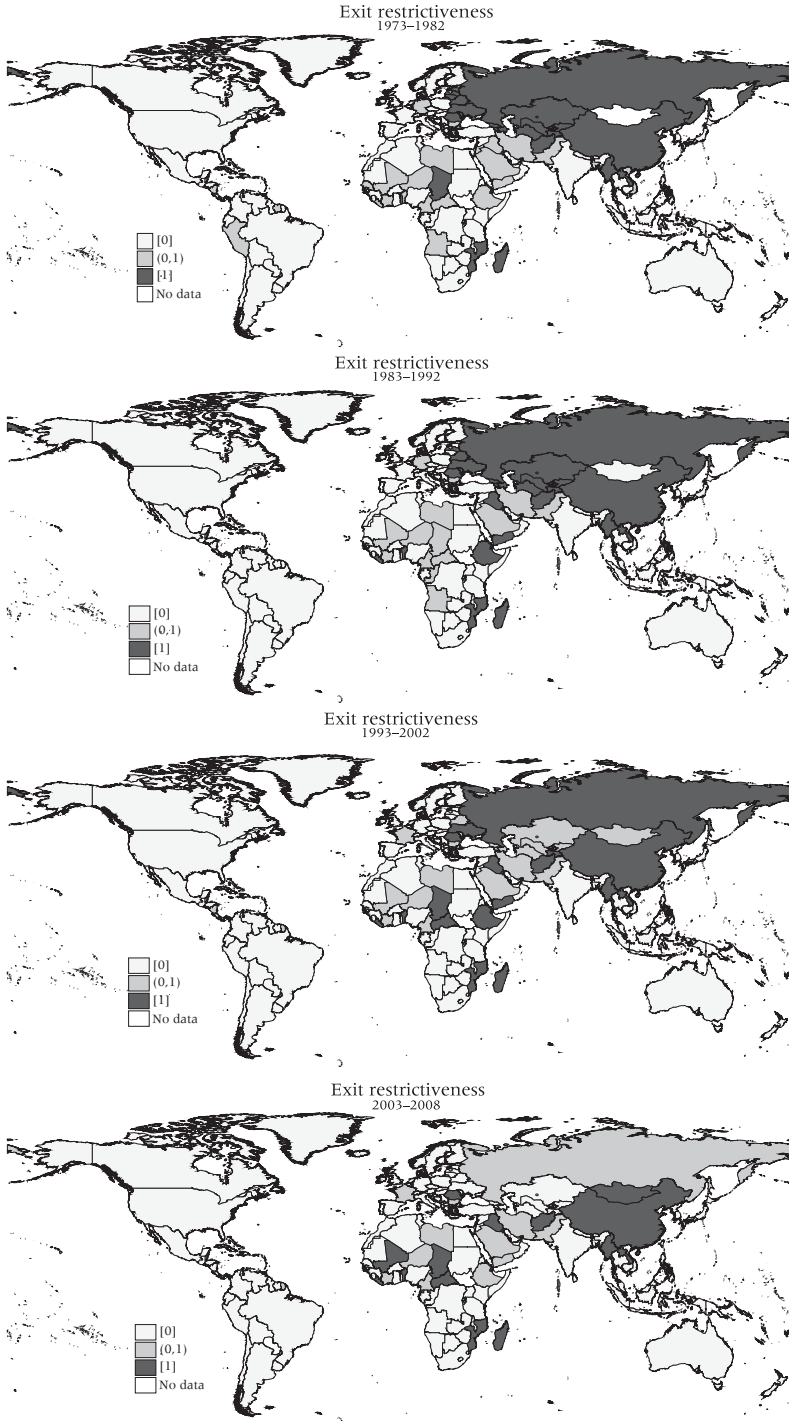 Exit restrictiveness
1973–1982
[0]
(0,1)
[1]
No data
Exit restrictiveness
1983–1992
[0]
(0,1)
[1]
No data
Exit restrictiveness
1993–2002
[0]
(0,1)
[1]
No data
Exit restrictiveness
2003–2008
[0]
(0,1)
[1]
No data